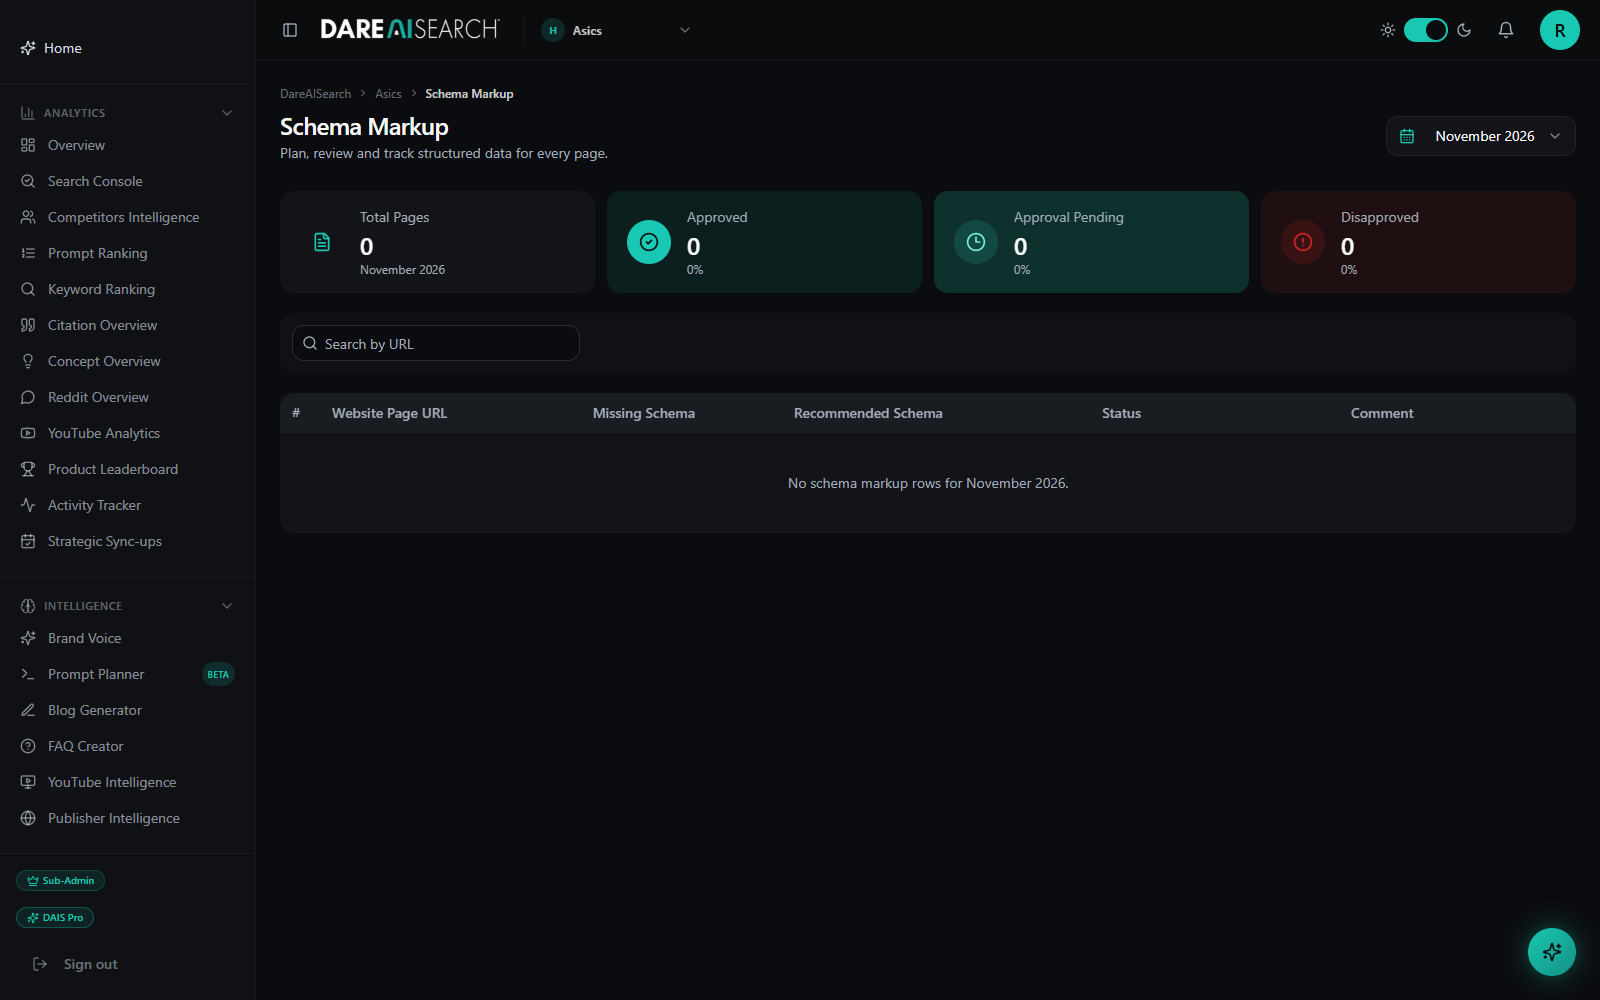 Home
ANALYTICS
Overview
Search Console
Competitors Intelligence
Prompt Ranking
Keyword Ranking
Citation Overview
Concept Overview
Reddit Overview
YouTube Analytics
Product Leaderboard
Activity Tracker
Strategic Sync-ups
INTELLIGENCE
Brand Voice
Prompt Planner BETA
Blog Generator
FAQ Creator
YouTube Intelligence
Publisher Intelligence
Sub-Admin
DAIS Pro
Sign out
DARE AI SEARCH H Asics R
DareAISearch > Asics > Schema Markup
Schema Markup
Plan, review and track structured data for every page.
November 2026
Total Pages
0
November 2026
Approved
0
0%
Approval Pending
0
0%
Disapproved
0
0%
Search by URL
# Website Page URL Missing Schema Recommended Schema Status Comment
No schema markup rows for November 2026.